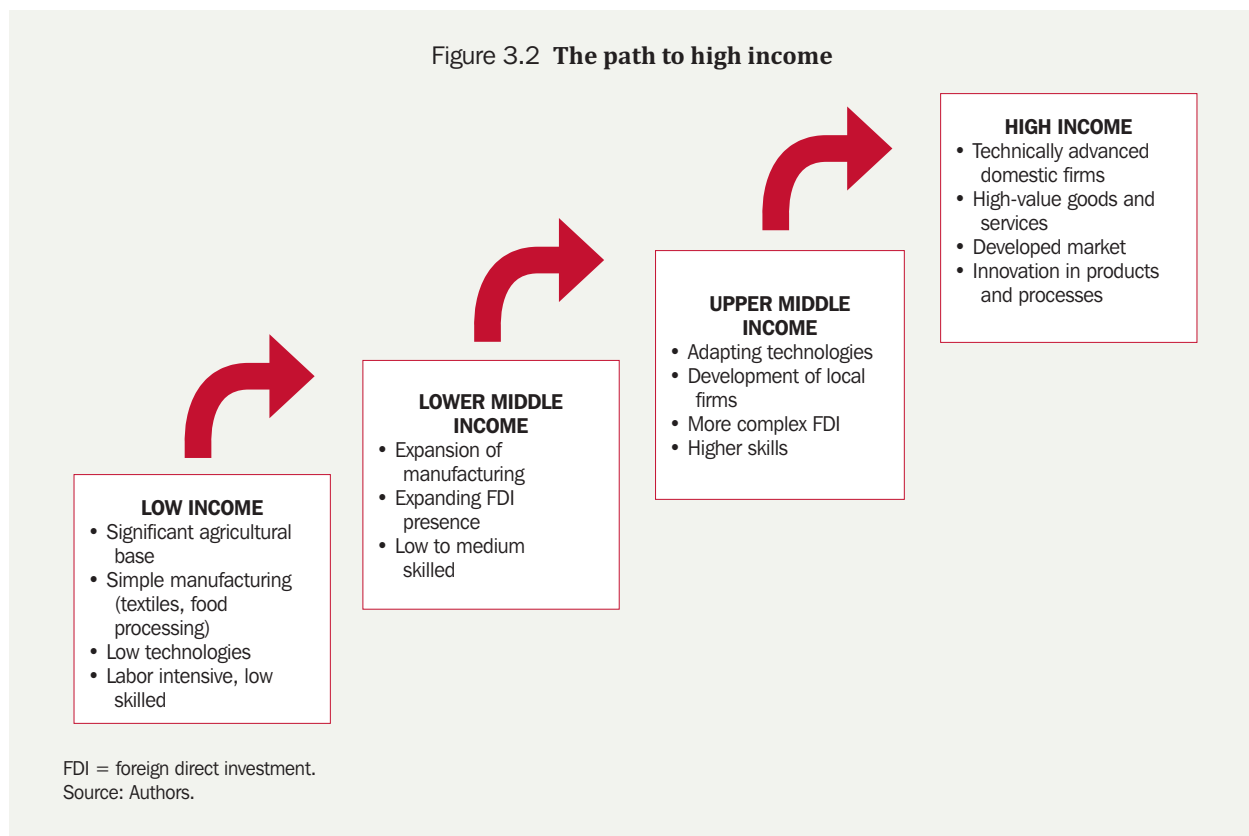 Figure 3.2 The path to high income
HIGH INCOME
• Technically advanced
domestic firms
• High-value goods and
services
• Developed market
• Innovation in products
and processes
UPPER MIDDLE
INCOME
• Adapting technologies
• Development of local
firms
• More complex FDI
• Higher skills
LOWER MIDDLE
INCOME
• Expansion of
manufacturing
• Expanding FDI
presence
• Low to medium
skilled
LOW INCOME
• Significant agricultural
base
• Simple manufacturing
(textiles, food
processing)
• Low technologies
• Labor intensive, low
skilled
FDI = foreign direct investment.
Source: Authors.